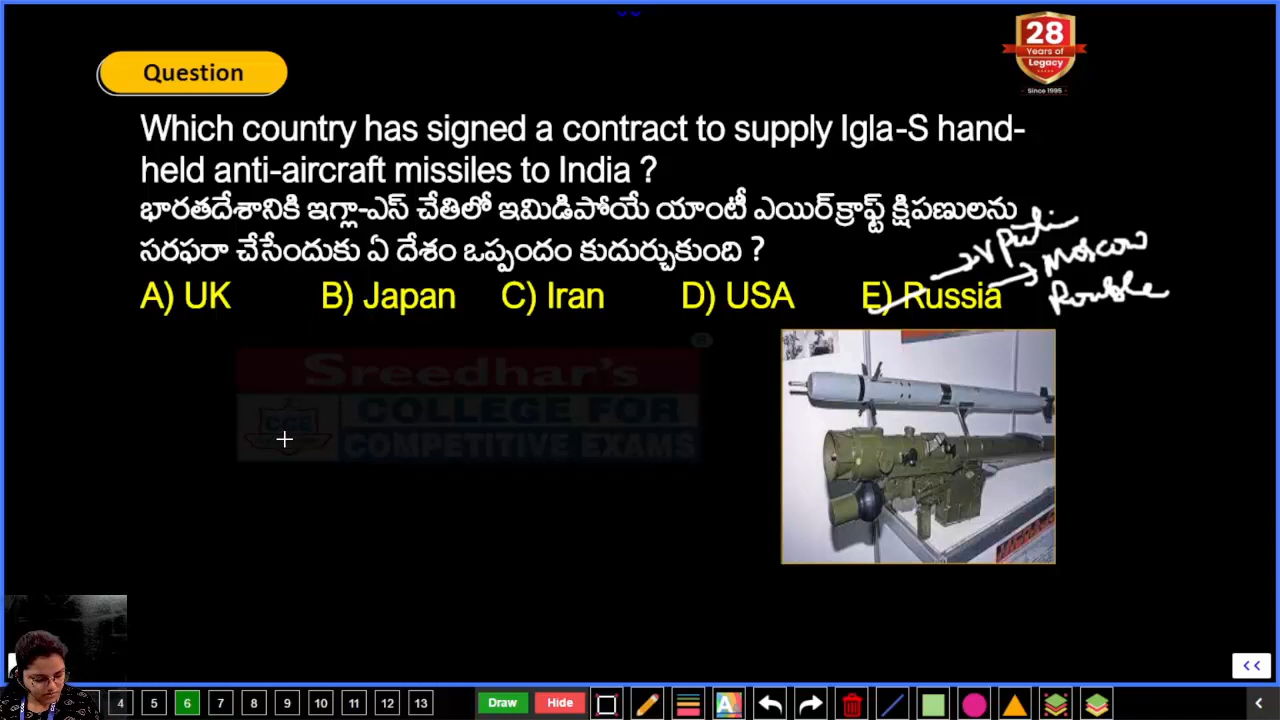 28
Years of
Legacy
Since 1995
Question
Which country has signed a contract to supply Igla-S hand-
held anti-aircraft missiles to India ?
భారతదేశానికి ఇగ్లా-ఎస్ చేతిలో ఇమిడిపోయే యాంటీ ఎయిర్‌క్రాఫ్ట్ క్షిపణులను
సరఫరా చేసేందుకు ఏ దేశం ఒప్పందం కుదుర్చుకుంది ?
V Putin
Moscow
Rouble
A) UK B) Japan C) Iran D) USA E) Russia
Sreedhar's
CCE
COLLEGE FOR
COMPETITIVE EXAMS
<<
4 5 6 7 8 9 10 11 12 13 Draw Hide A